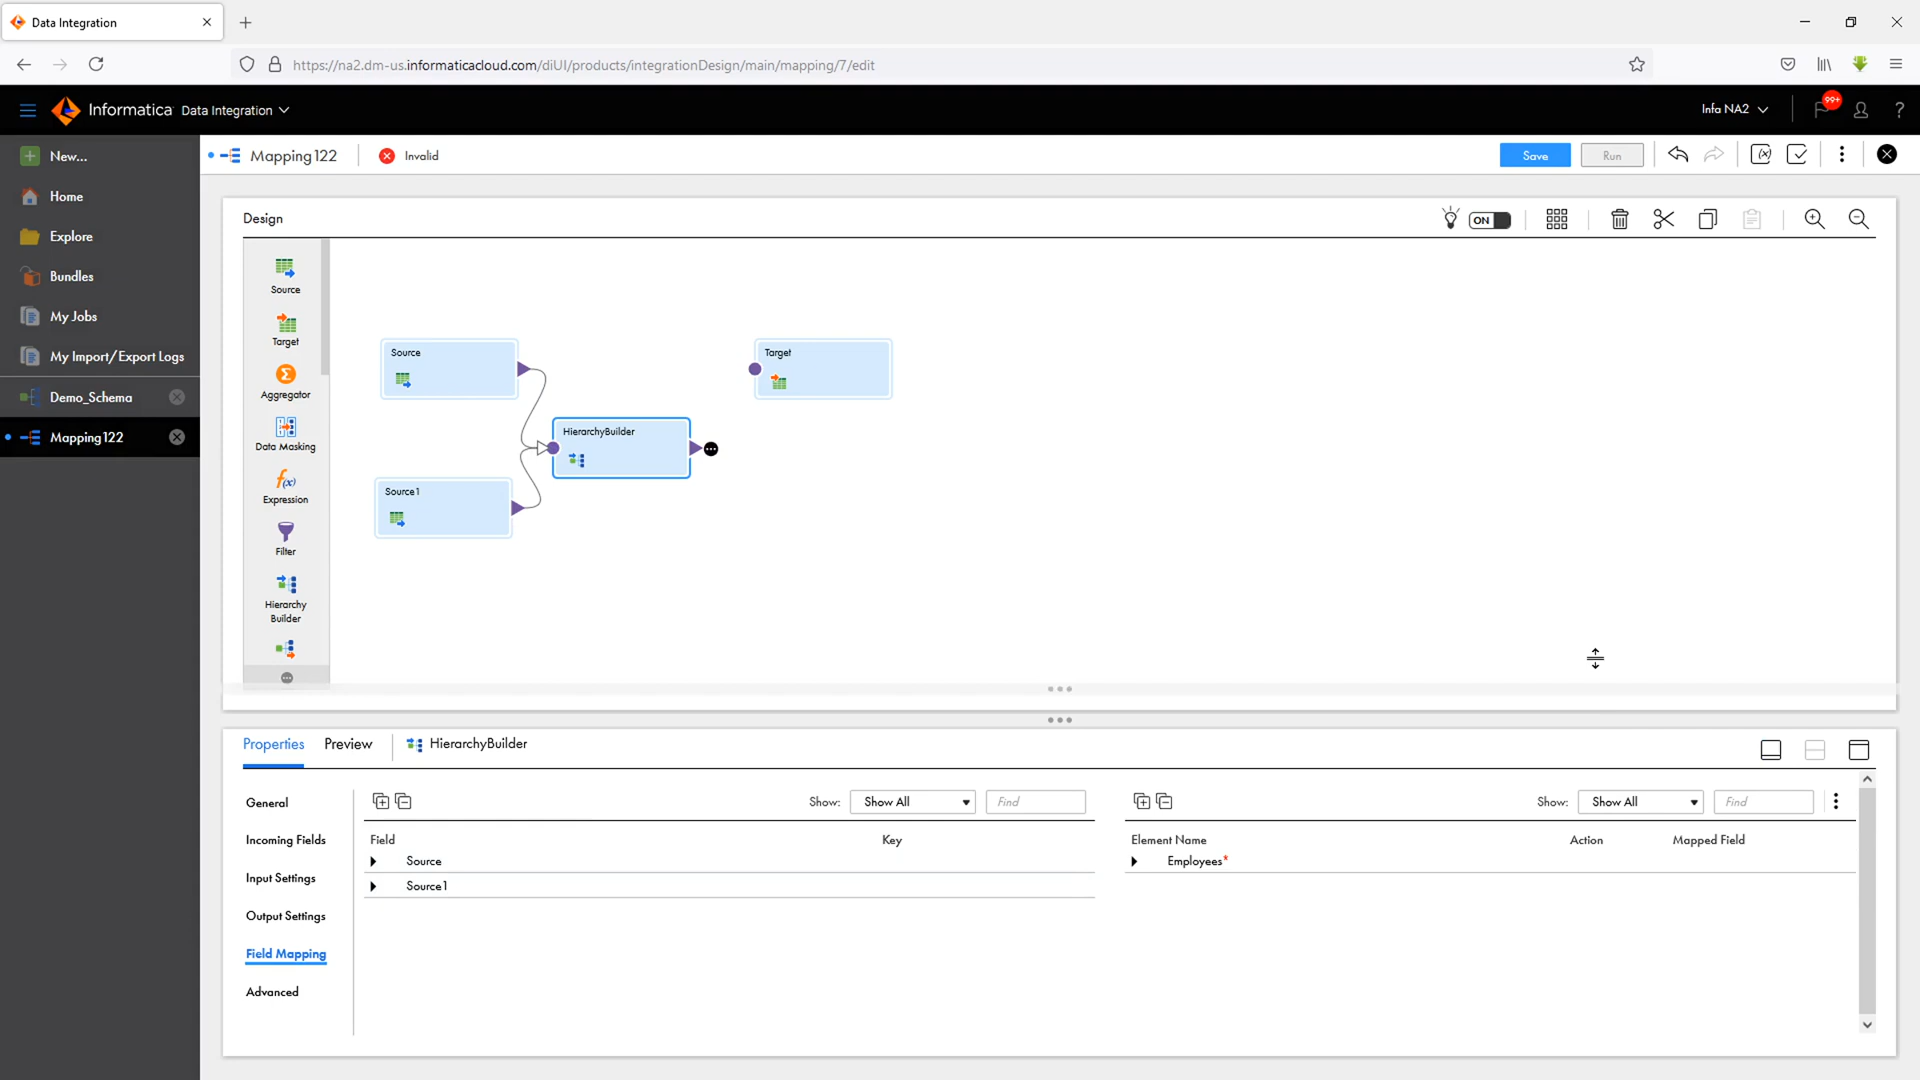 Data Integration
https://na2.dm-us.informaticacloud.com/diUI/products/integrationDesign/main/mapping/7/edit
Informatica Data Integration
Infa NA2
99+
?
New...
Home
Explore
Bundles
My Jobs
My Import/Export Logs
Demo_Schema
Mapping122
Mapping122
Invalid
Save
Run
(x)
Design
ON
Source
Target
Aggregator
Data Masking
f(x)
Expression
Filter
Hierarchy
Builder
Source
Target
HierarchyBuilder
Source1
Properties
Preview
HierarchyBuilder
General
Incoming Fields
Input Settings
Output Settings
Field Mapping
Advanced
Show:
Show All
Find
Field
Key
Source
Source1
Show:
Show All
Find
Element Name
Action
Mapped Field
Employees*